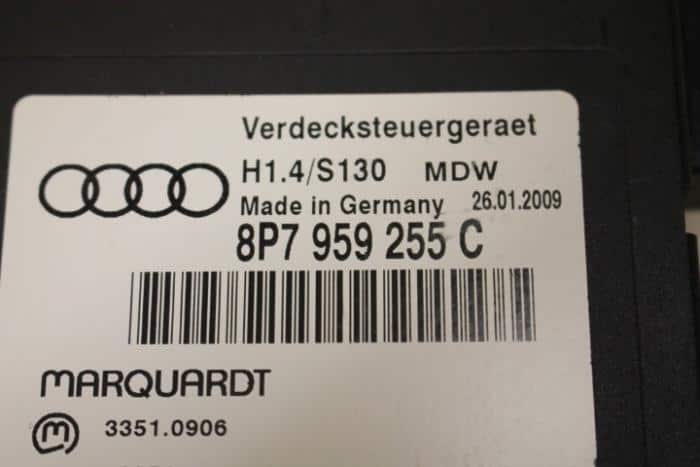 Verdecksteuergeraet
H1.4/S130 MDW
Made in Germany 26.01.2009
8P7 959 255 C
MARQUARDT
m 3351.0906